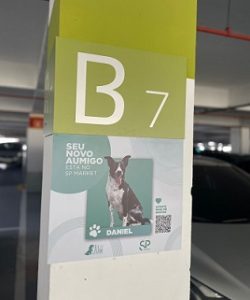 B 7
SEU
NOVO
AUMIGO
ESTÁ NO
SP MARKET
DANIEL
SP